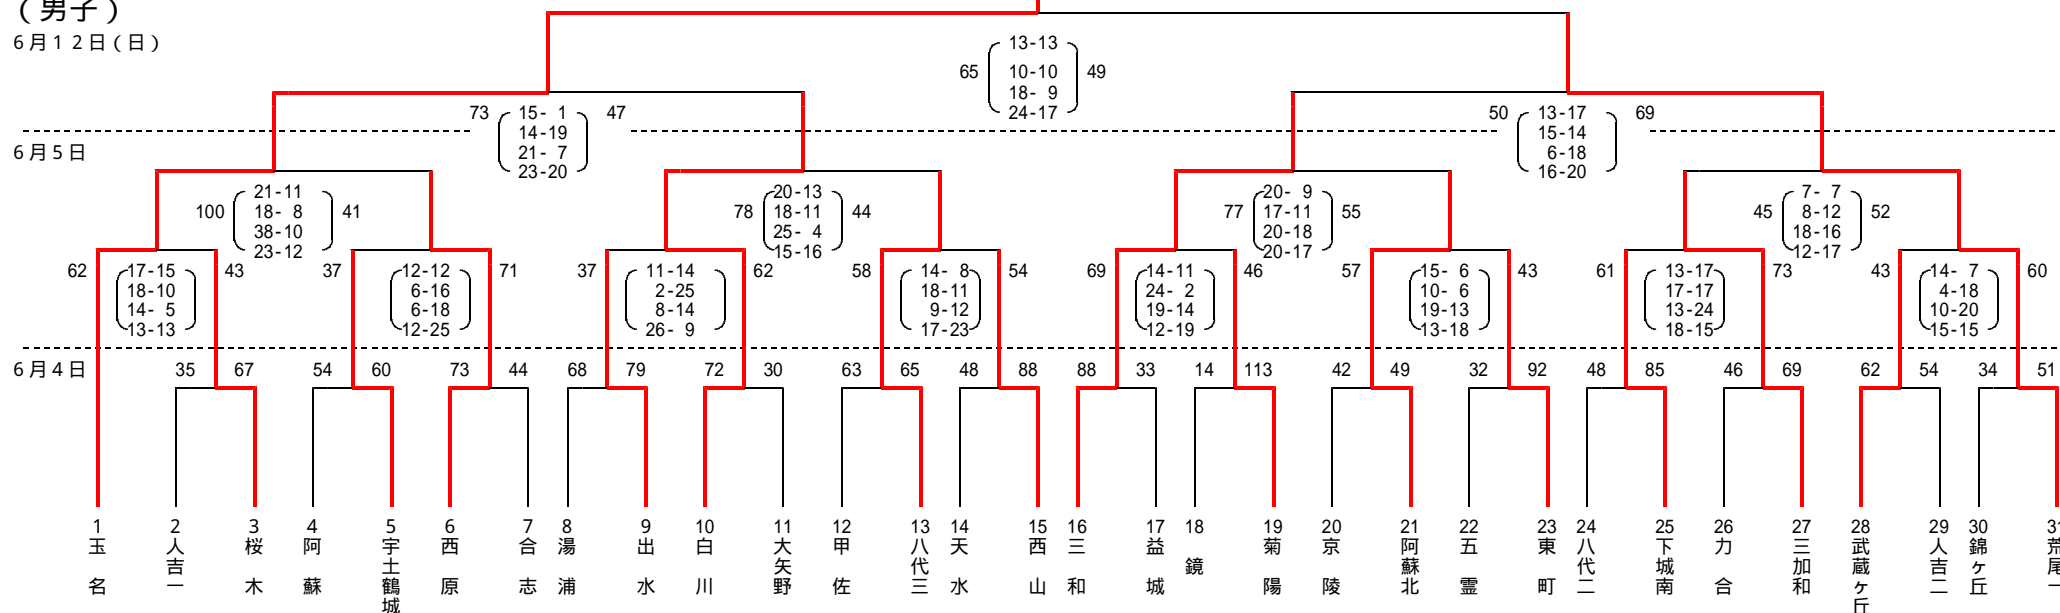 (男子)
6月12日(日)
13-13
65 10-10 49
18- 9
24-17
73 15- 1 47
14-19
21- 7
23-20
50 13-17 69
15-14
6-18
16-20
6月5日
21-11
100 18- 8 41
38-10
23-12
20-13
78 18-11 44
25- 4
15-16
20- 9
77 17-11 55
20-18
20-17
7- 7
45 8-12 52
18-16
12-17
62 17-15 43
18-10
14- 5
13-13
37 12-12 71
6-16
6-18
12-25
37 11-14 62
2-25
8-14
26- 9
58 14- 8 54
18-11
9-12
17-23
69 14-11 46
24- 2
19-14
12-19
57 15- 6 43
10- 6
19-13
13-18
61 13-17 73
17-17
13-24
18-15
43 14- 7 60
4-18
10-20
15-15
6月4日
35 67 54 60 73 44 68 79 72 30 63 65 48 88 88 33 14 113 42 49 32 92 48 85 46 69 62 54 34 51
1 玉名
2 人吉一
3 桜木
4 阿蘇
5 宇土鶴城
6 西原
7 合志
8 湯浦
9 出水
10 白川
11 大矢野
12 甲佐
13 八代三
14 天水
15 西山
16 三和
17 益城
18 鏡
19 菊陽
20 京陵
21 阿蘇北
22 五霊
23 東町
24 八代二
25 下城南
26 力合
27 三加和
28 武蔵ヶ丘
29 人吉二
30 錦ヶ丘
31 荒尾一